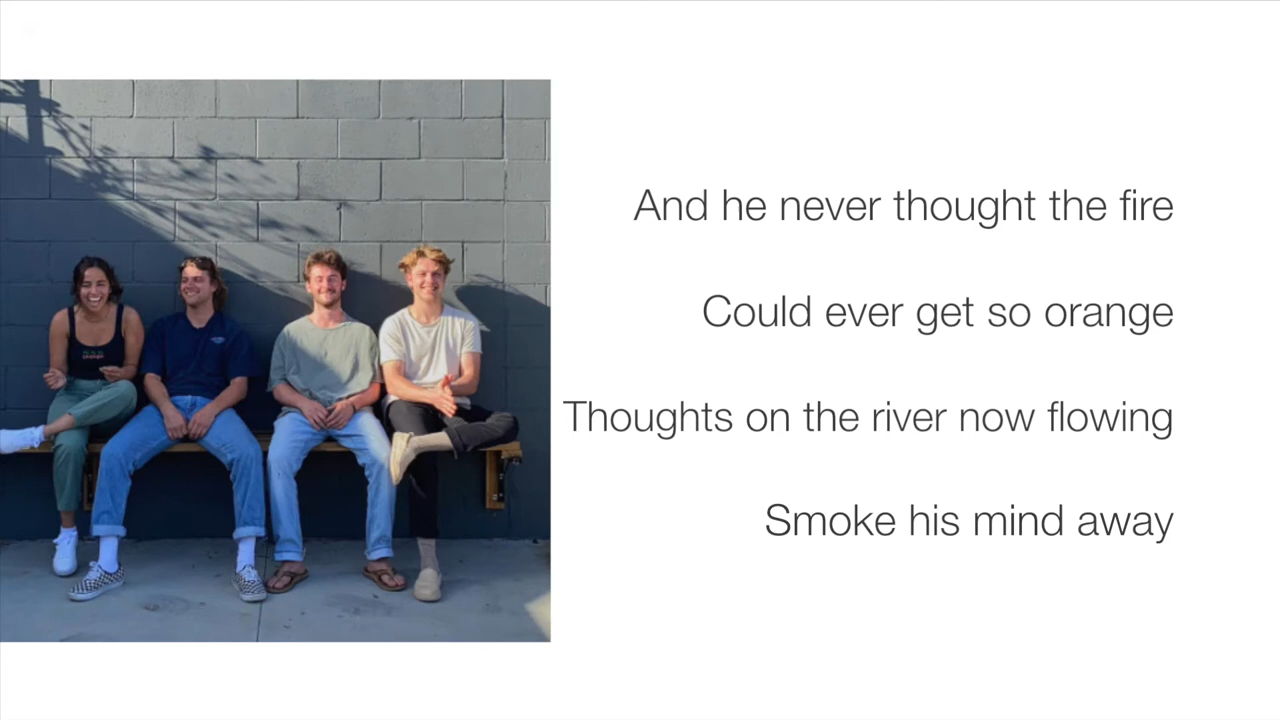 And he never thought the fire
Could ever get so orange
Thoughts on the river now flowing
Smoke his mind away